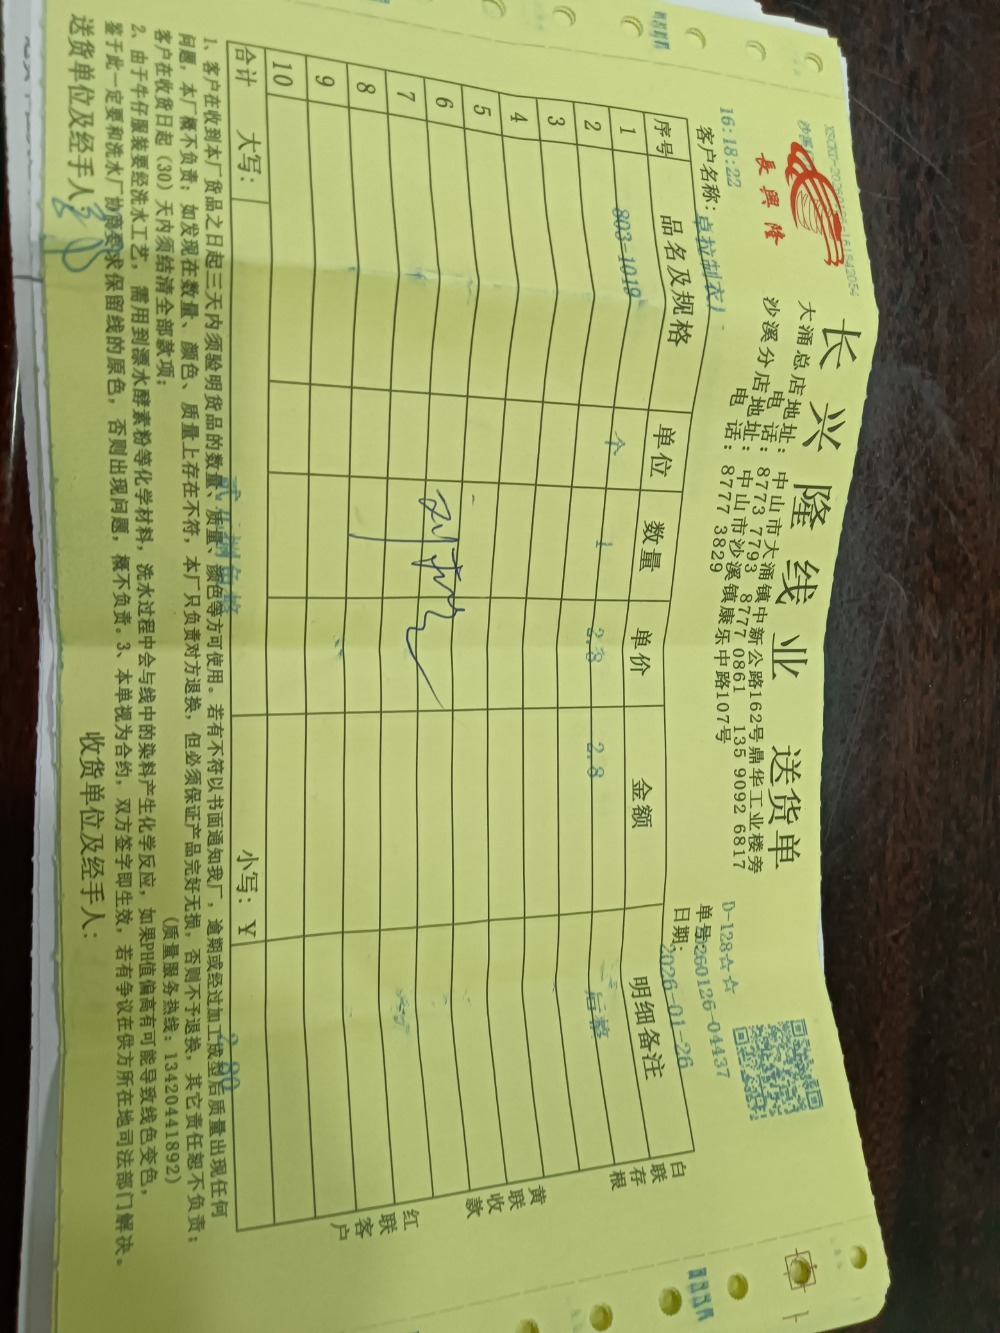 长兴隆线业 送货单
長興隆
大涌总店地址：中山市大涌镇中新公路162号鼎华工业楼旁
电话：8773 7793 8777 0861 135 9092 6817
沙溪分店地址：中山市沙溪镇康乐中路107号
电话：8777 3829
D-128☆☆
单号:260126-04437
16:18:22
客户名称：卓拉制衣厂
日期：2026-01-26
序号 品名及规格 单位 数量 单价 金额 明细备注
1 803-1019 个 1 2.8 2.8 后整
2
3
4
5
6
7
8
9
10
合计 大写： 贰元捌角整 小写：￥ 2.80
白联存根
黄联收款
红联客户
1、客户在收到本厂货品之日起三天内须验明货品的数量、质量、颜色等方可使用。若有不符以书面通知我厂，逾期或经过加工成型后质量出现任何
问题，本厂概不负责；如发现在数量、颜色、质量上存在不符，本厂只负责对方退换，但必须保证产品完好无损，否则不予退换，其它责任恕不负责；
客户在收货日起（30）天内须结清全部款项； （质量服务热线：13420441892）
2、由于牛仔服装要经洗水工艺，需用到漂水酵素粉等化学材料，洗水过程中会与线中的染料产生化学反应，如果PH值偏高有可能导致线色变色，
鉴于此一定要和洗水厂协商要求保留线的原色，否则出现问题，概不负责。3、本单视为合约，双方签字即生效，若有争议在供方所在地司法部门解决。
送货单位及经手人： 收货单位及经手人：